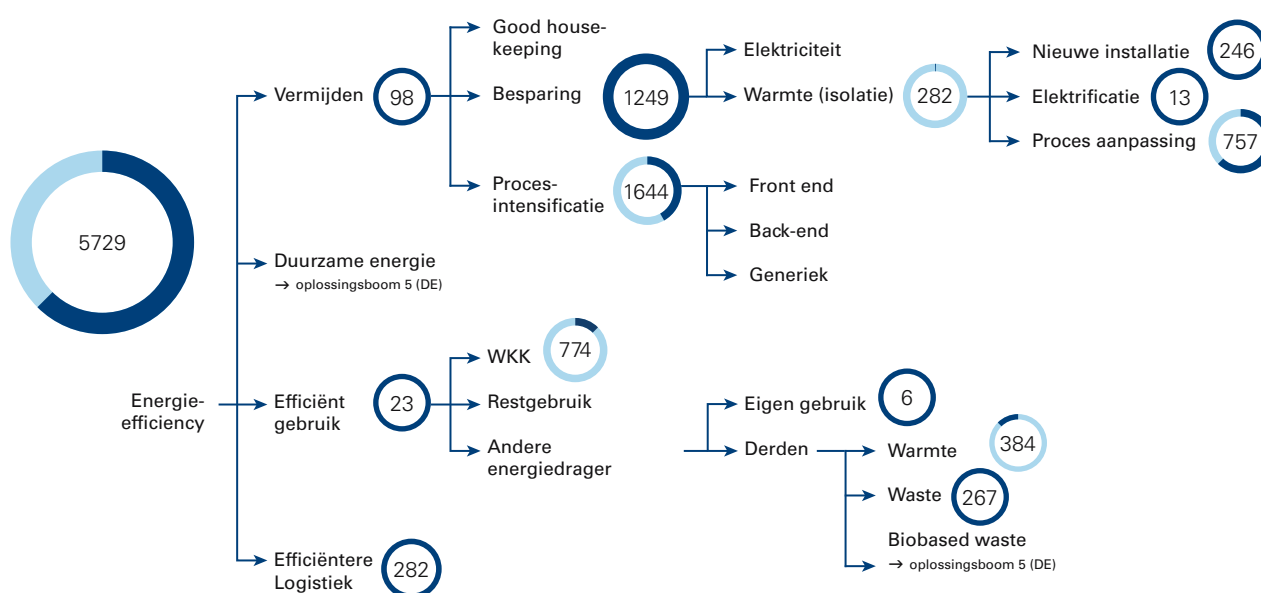 Good house-
keeping
Elektriciteit
Nieuwe installatie
246
Vermijden
98
Besparing
1249
Warmte (isolatie)
282
Elektrificatie
13
Proces aanpassing
757
Proces-
intensificatie
1644
Front end
Back-end
Generiek
5729
Duurzame energie
→ oplossingsboom 5 (DE)
WKK
774
Energie-
efficiency
Efficiënt
gebruik
23
Restgebruik
Andere
energiedrager
Eigen gebruik
6
Derden
Warmte
384
Waste
267
Biobased waste
→ oplossingsboom 5 (DE)
Efficiëntere
Logistiek
282